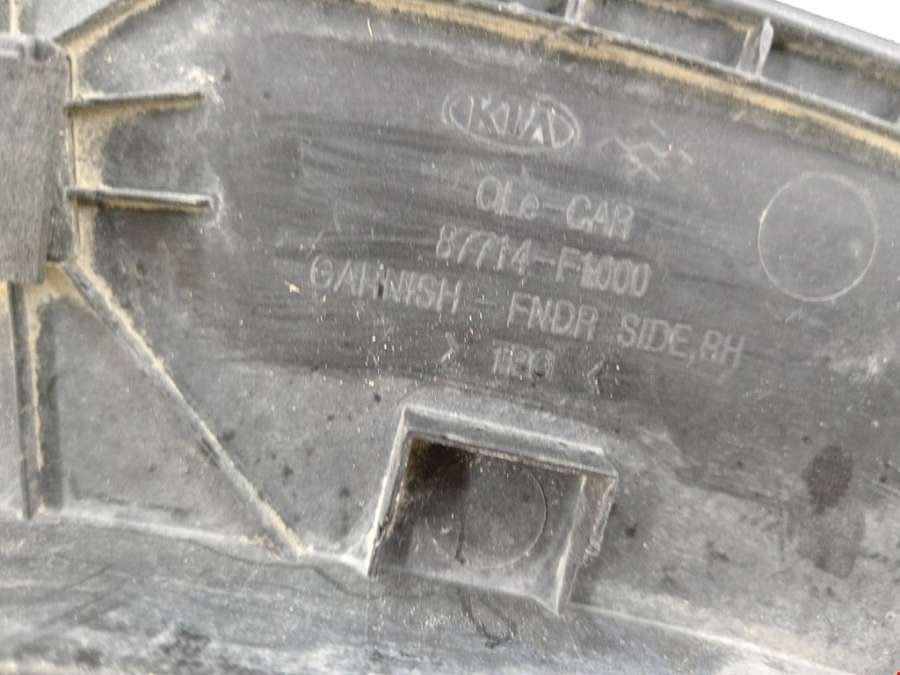 KIA
QLe-CAR
87714-F1000
GARNISH - FNDR SIDE,RH